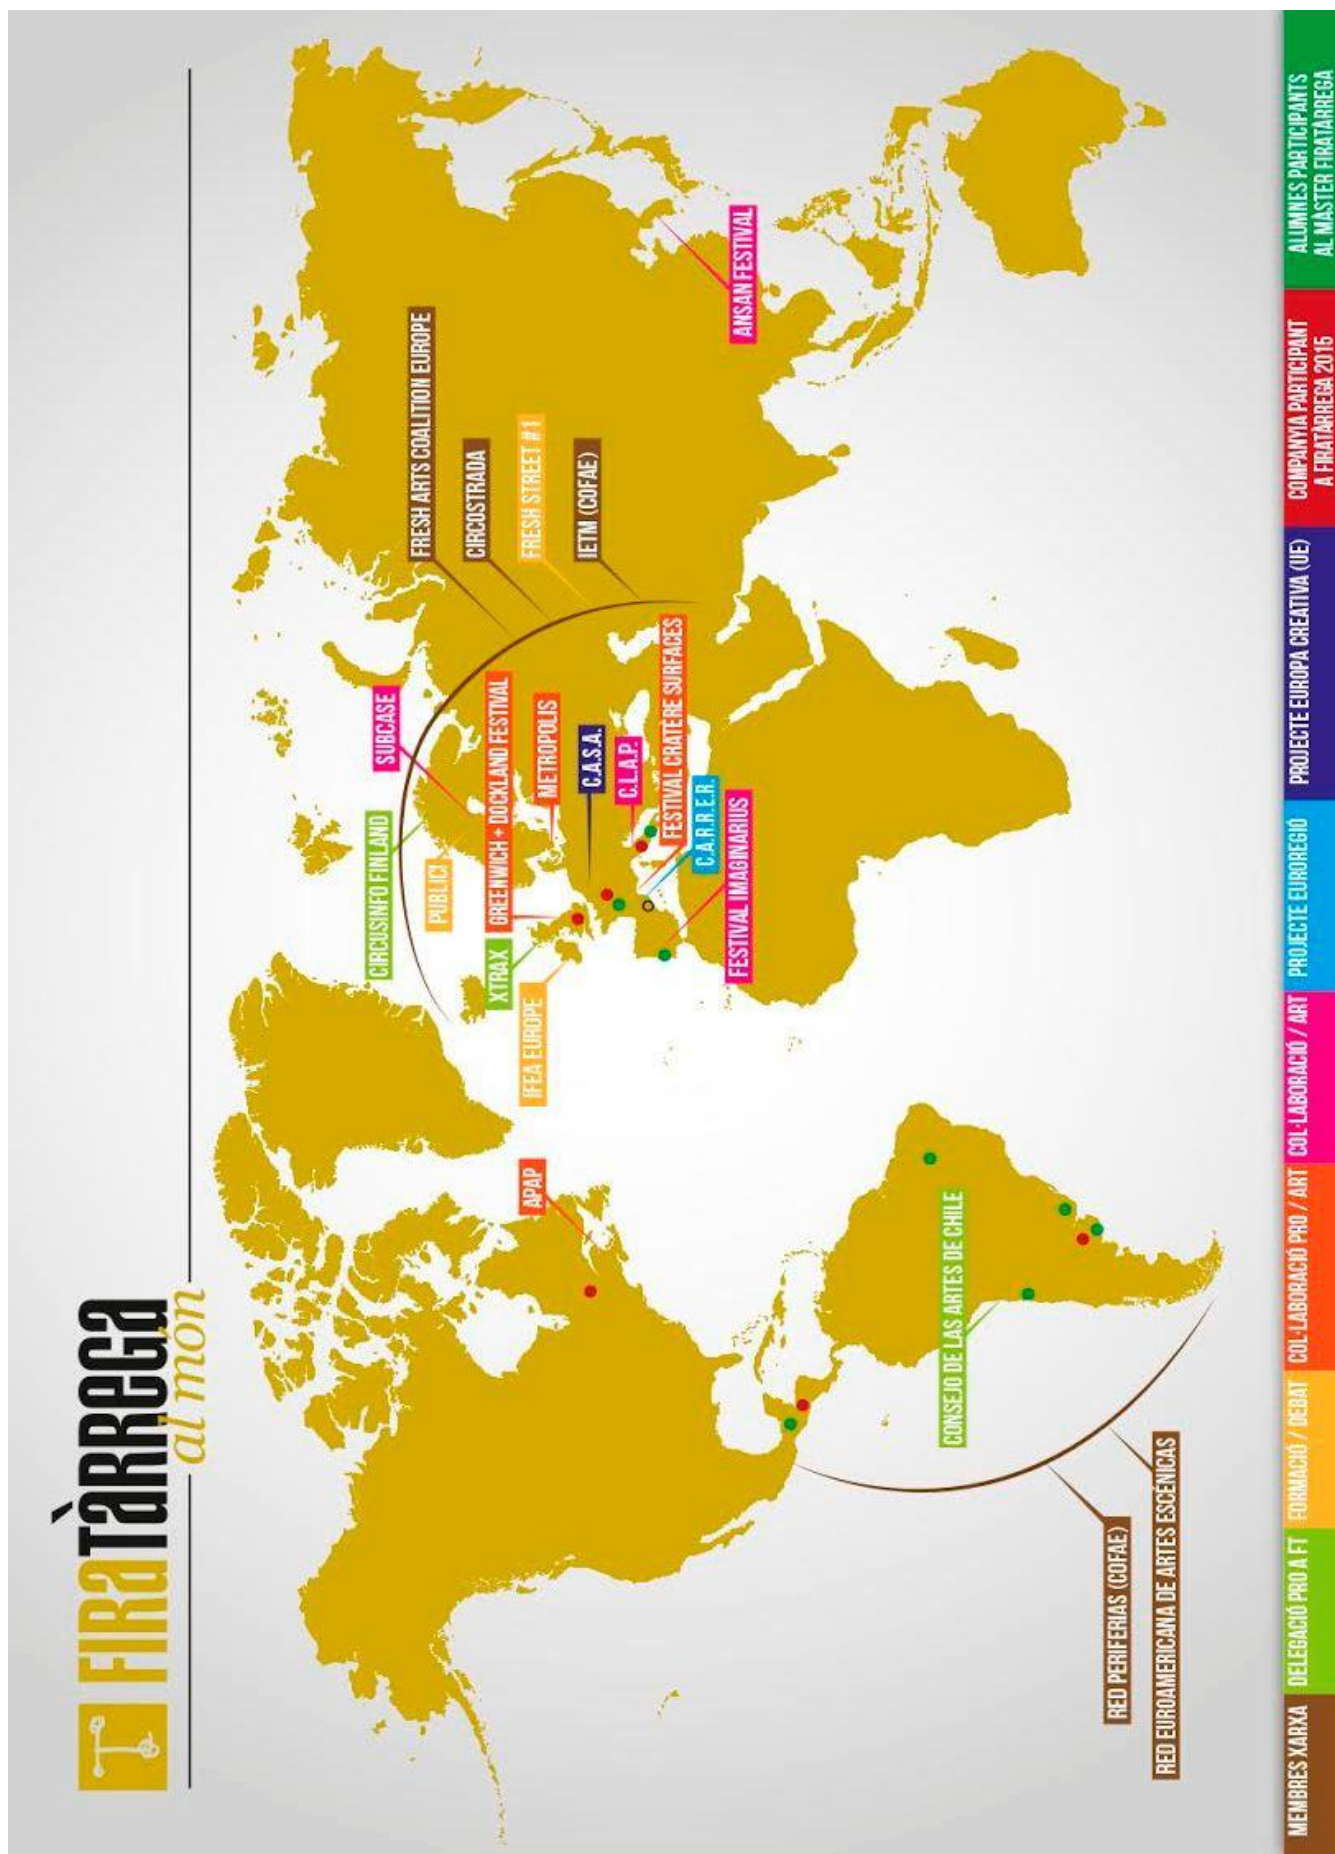 FIRATÀRREGA
al món
SUBCASE
CIRCUSINFO FINLAND
FRESH ARTS COALITION EUROPE
CIRCOSTRADA
FRESH STREET #1
IETM (COFAE)
PUBLICI
GREENWICH + DOCKLAND FESTIVAL
METROPOLIS
XTRAX
IFEA EUROPE
C.A.S.A.
C.L.A.P.
FESTIVAL CRATERE SURFACES
C.A.R.R.E.R.
FESTIVAL IMAGINARIUS
ANSAN FESTIVAL
APAP
CONSEJO DE LAS ARTES DE CHILE
RED PERIFERIAS (COFAE)
RED EUROAMERICANA DE ARTES ESCÉNICAS
MEMBRES XARXA
DELEGACIÓ PRO A FT
FORMACIÓ / DEBAT
COL·LABORACIÓ PRO / ART
COL·LABORACIÓ / ART
PROJECTE EUROREGIÓ
PROJECTE EUROPA CREATIVA (UE)
COMPANYIA PARTICIPANT
A FIRATÀRREGA 2015
ALUMNES PARTICIPANTS
AL MÀSTER FIRATÀRREGA